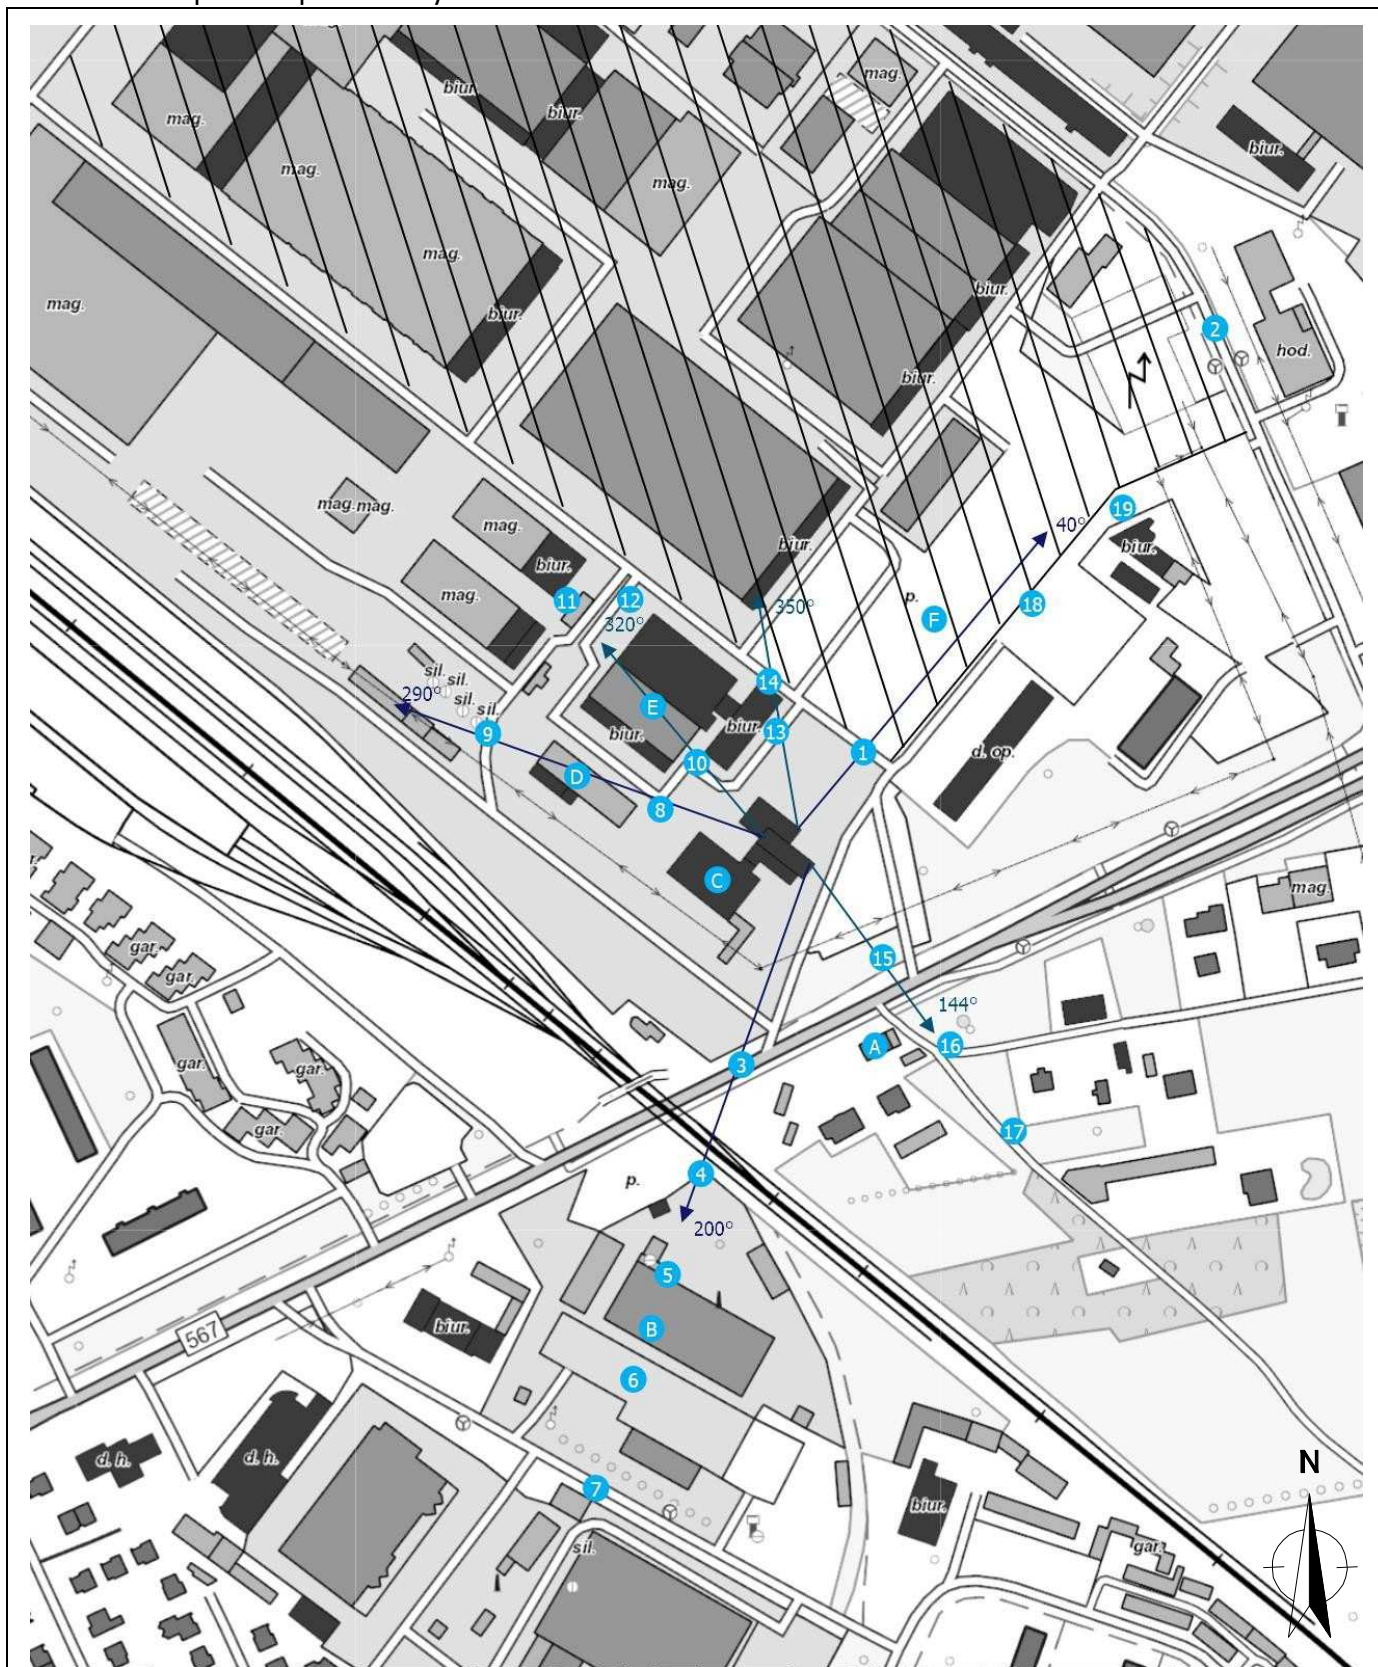 mag.
biur.
mag.
biur.
biur.
mag.
mag.
mag.
mag.
biur.
mag.
biur.
2
hod.
biur.
biur.
mag.mag.
mag.
19
40°
biur.
biur.
biur.
mag.
11
12
350°
p.
18
F
320°
sil.
sil.
sil.
sil.
290°
14
E
9
biur.
biur.
13
1
d. op.
10
D
8
C
mag.
gar.
15
gar.
144°
A
16
gar.
gar.
3
gar.
17
4
p.
200°
5
B
567
biur.
6
d. h.
d. h.
N
7
biur.
sil.
gar.